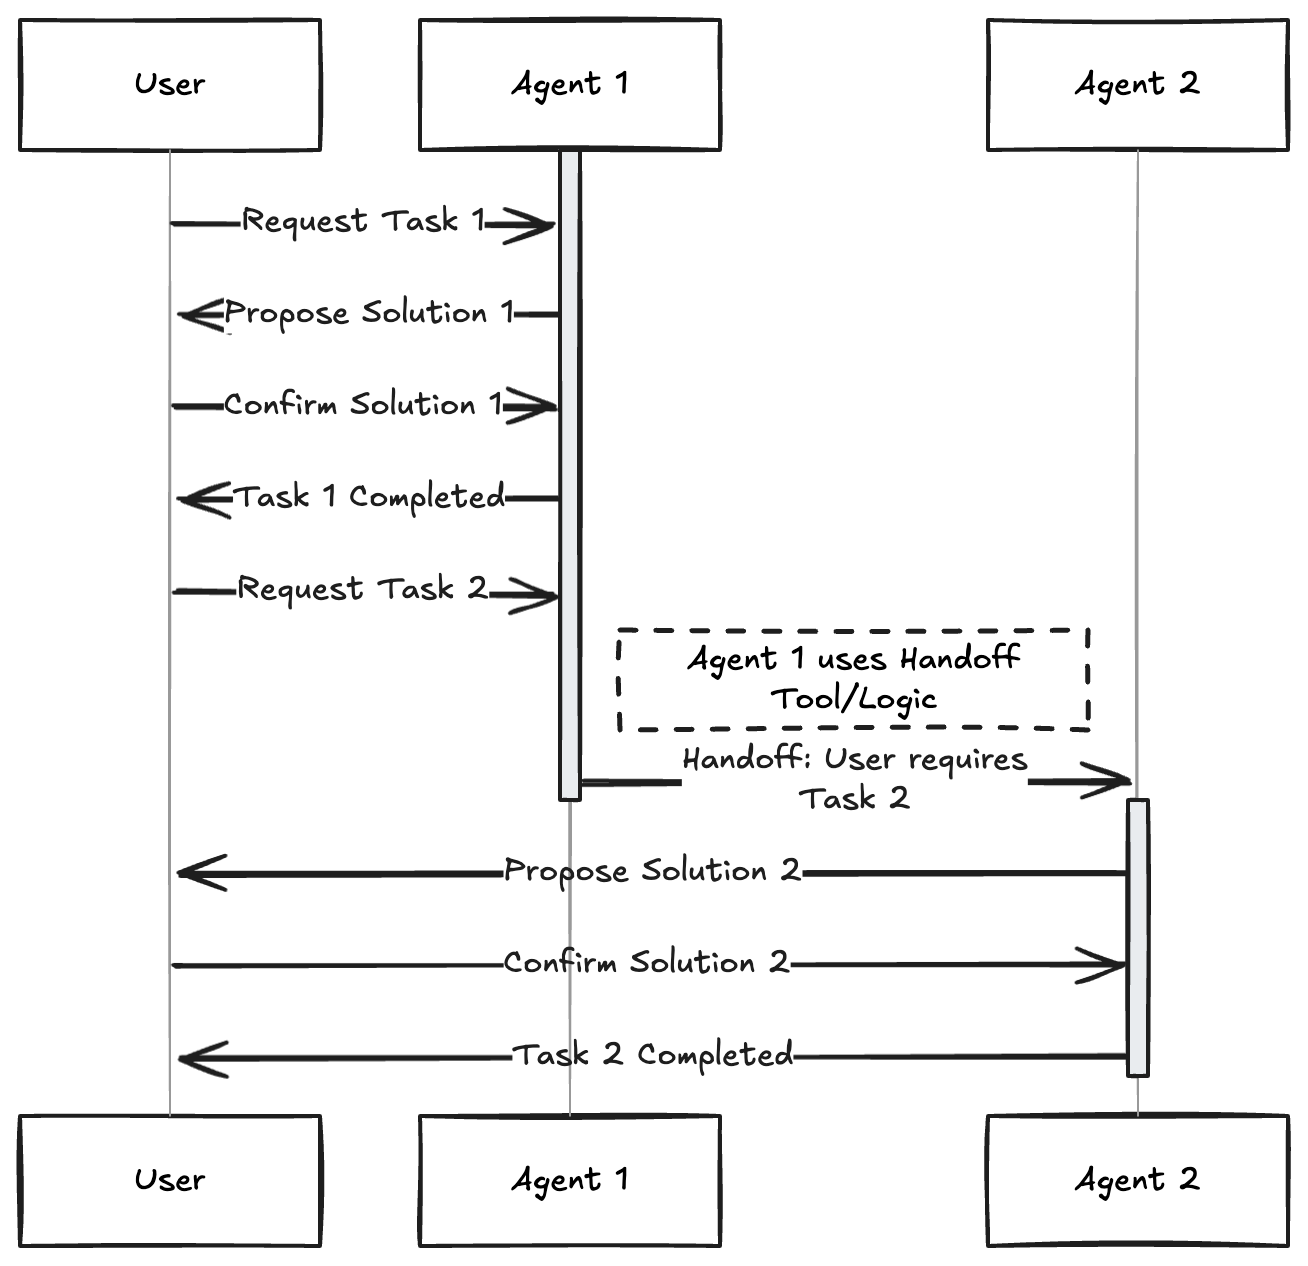 User
Agent 1
Agent 2
Request Task 1
Propose Solution 1
Confirm Solution 1
Task 1 Completed
Request Task 2
Agent 1 uses Handoff
Tool/Logic
Handoff: User requires
Task 2
Propose Solution 2
Confirm Solution 2
Task 2 Completed
User
Agent 1
Agent 2